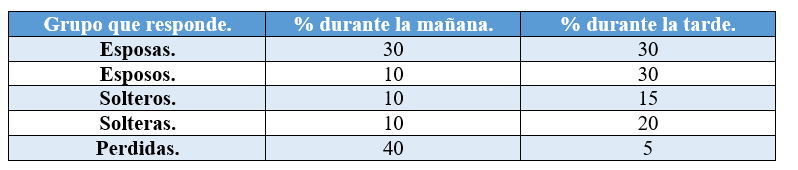 Grupo que responde. % durante la mañana. % durante la tarde.
Esposas. 30 30
Esposos. 10 30
Solteros. 10 15
Solteras. 10 20
Perdidas. 40 5